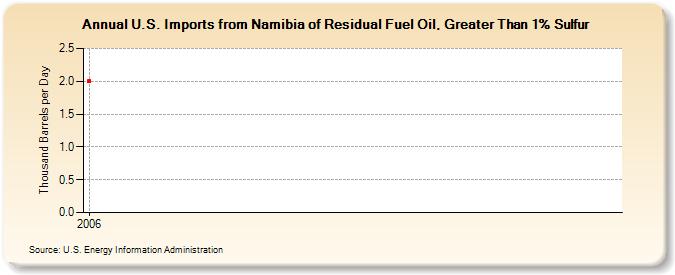 Annual U.S. Imports from Namibia of Residual Fuel Oil, Greater Than 1% Sulfur
Thousand Barrels per Day
2.5
2.0
1.5
1.0
0.5
0.0
2006
Source: U.S. Energy Information Administration